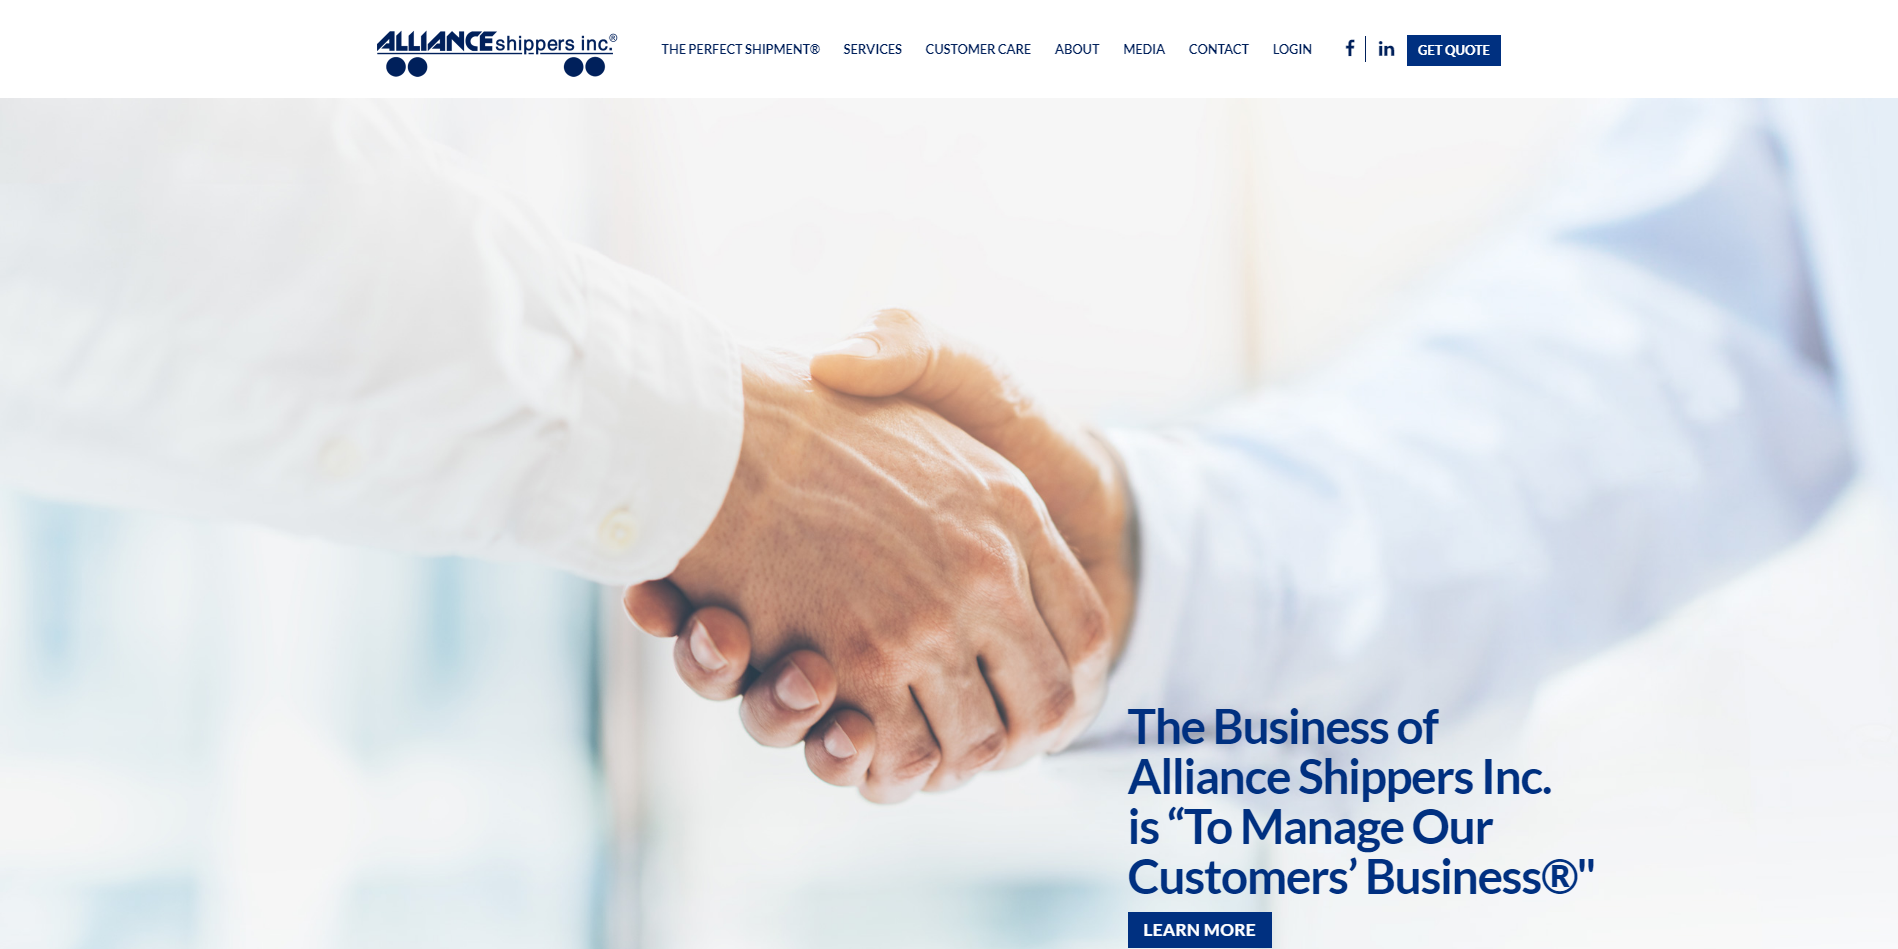 ALLIANCE shippers inc.®
THE PERFECT SHIPMENT® SERVICES CUSTOMER CARE ABOUT MEDIA CONTACT LOGIN f in GET QUOTE
The Business of
Alliance Shippers Inc.
is “To Manage Our
Customers’ Business®"
LEARN MORE